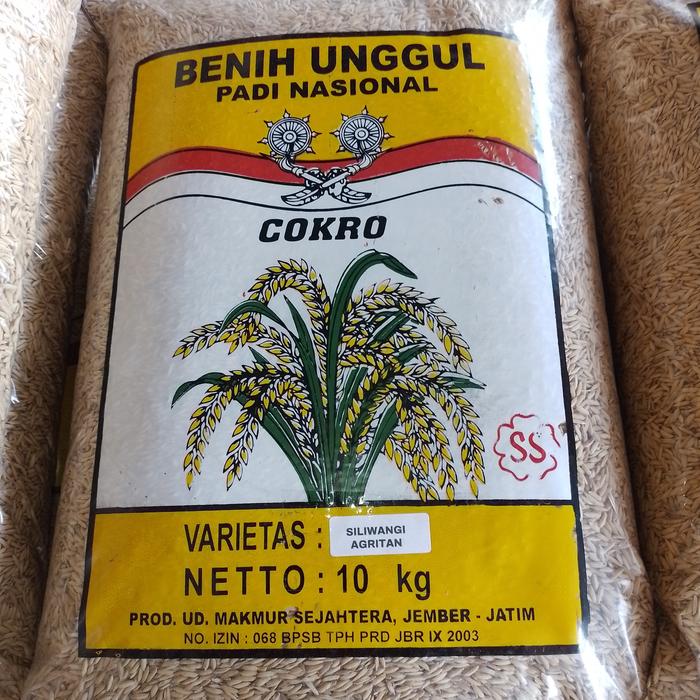 BENIH UNGGUL
PADI NASIONAL
COKRO
SS
VARIETAS : SILIWANGI
AGRITAN
NETTO : 10 kg
PROD. UD. MAKMUR SEJAHTERA, JEMBER - JATIM
NO. IZIN : 068 BPSB TPH PRD JBR IX 2003